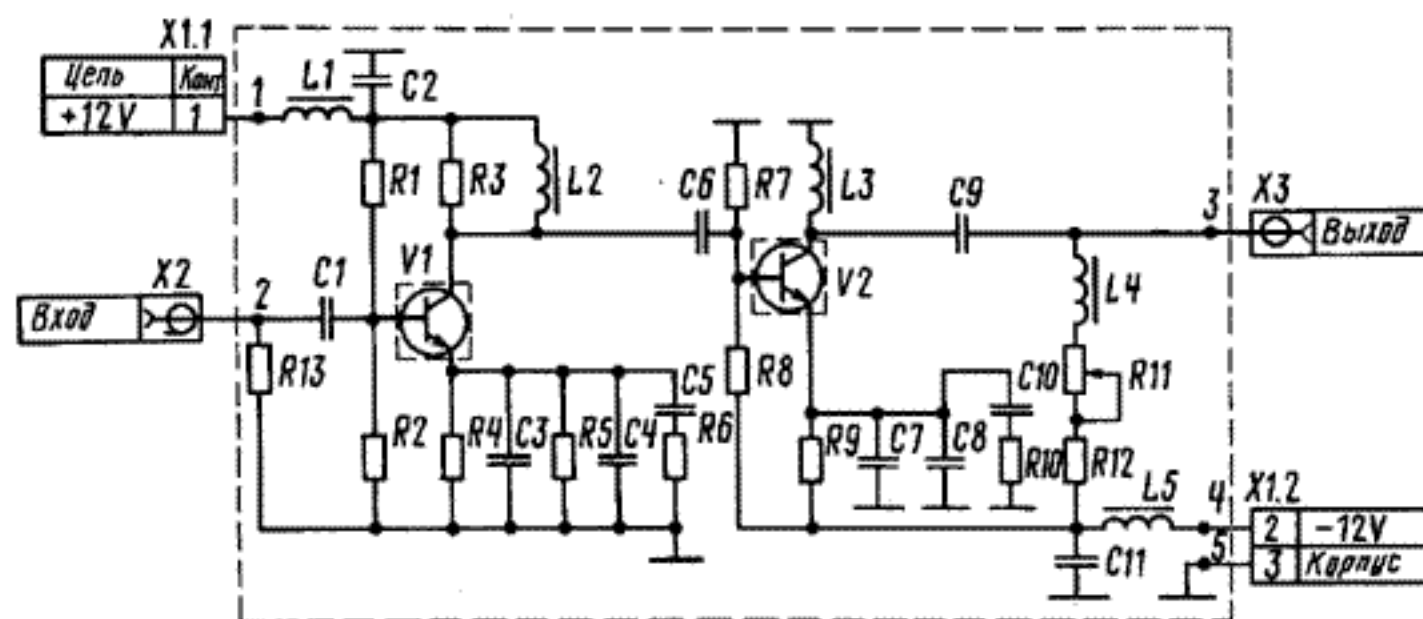 X1.1
Цепь Конт
+12V 1
1
L1
C2
R1
R3
L2
C6
R7
L3
C9
3
X3
Выход
X2
Вход
2
C1
V1
V2
L4
R13
R2
R4
C3
R5
C4
C5
R6
R8
R9
C7
C8
C10
R10
R11
R12
L5
C11
4
5
X1.2
2 -12V
3 Корпус